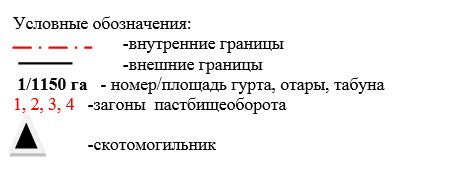 Условные обозначения:
-внутренние границы
-внешние границы
1/1150 га - номер/площадь гурта, отары, табуна
1, 2, 3, 4 -загоны пастбищеоборота
-скотомогильник